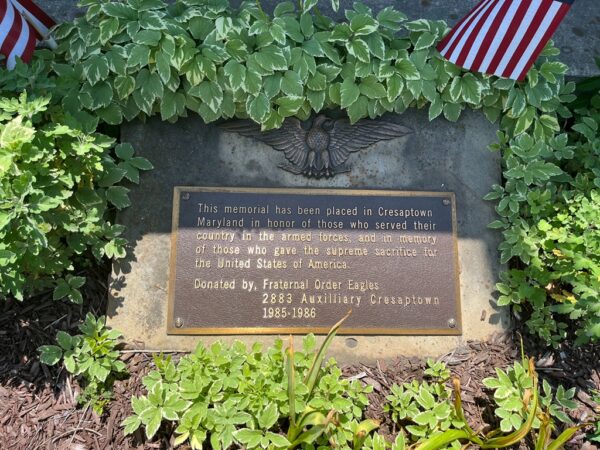 This memorial has been placed in Cresaptown
Maryland in honor of those who served their
country in the armed forces, and in memory
of those who gave the supreme sacrifice for
the United States of America.
Donated by, Fraternal Order Eagles
2883 Auxilliary Cresaptown
1985-1986